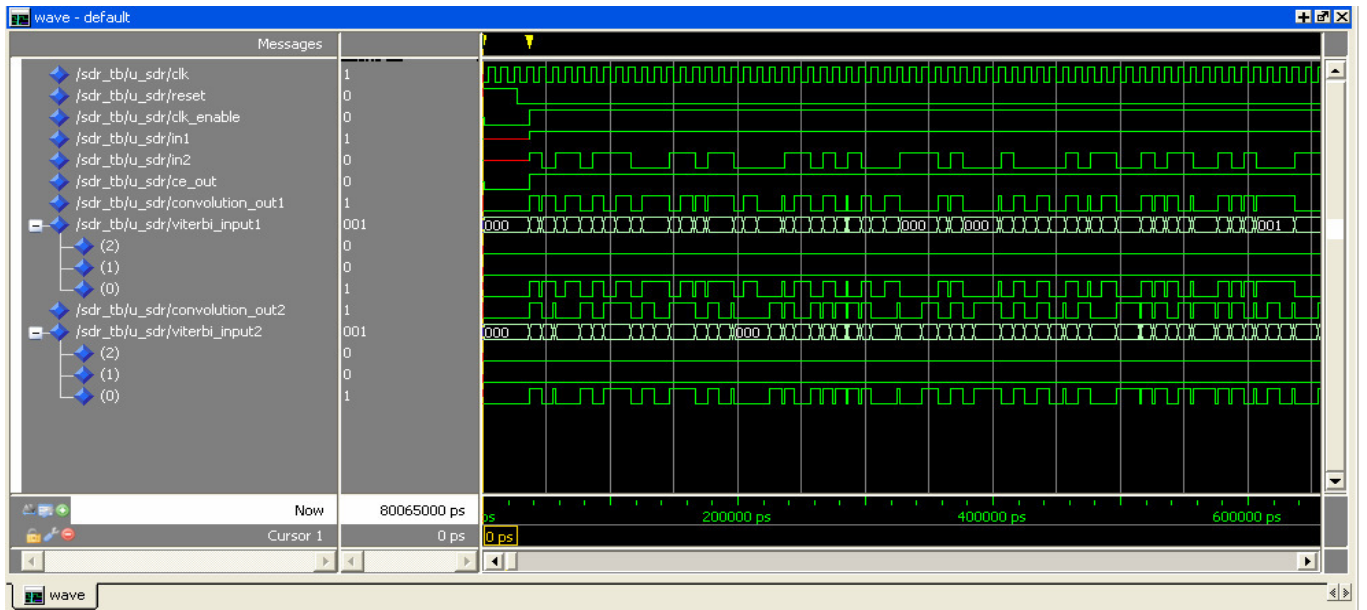 wave - default
Messages
/sdr_tb/u_sdr/clk 1
/sdr_tb/u_sdr/reset 0
/sdr_tb/u_sdr/clk_enable 0
/sdr_tb/u_sdr/in1 1
/sdr_tb/u_sdr/in2 0
/sdr_tb/u_sdr/ce_out 0
/sdr_tb/u_sdr/convolution_out1 1
/sdr_tb/u_sdr/viterbi_input1 001 000 000 000 001
(2) 0
(1) 0
(0) 1
/sdr_tb/u_sdr/convolution_out2 1
/sdr_tb/u_sdr/viterbi_input2 001 000 000
(2) 0
(1) 0
(0) 1
Now 80065000 ps ps 200000 ps 400000 ps 600000 ps
Cursor 1 0 ps 0 ps
wave